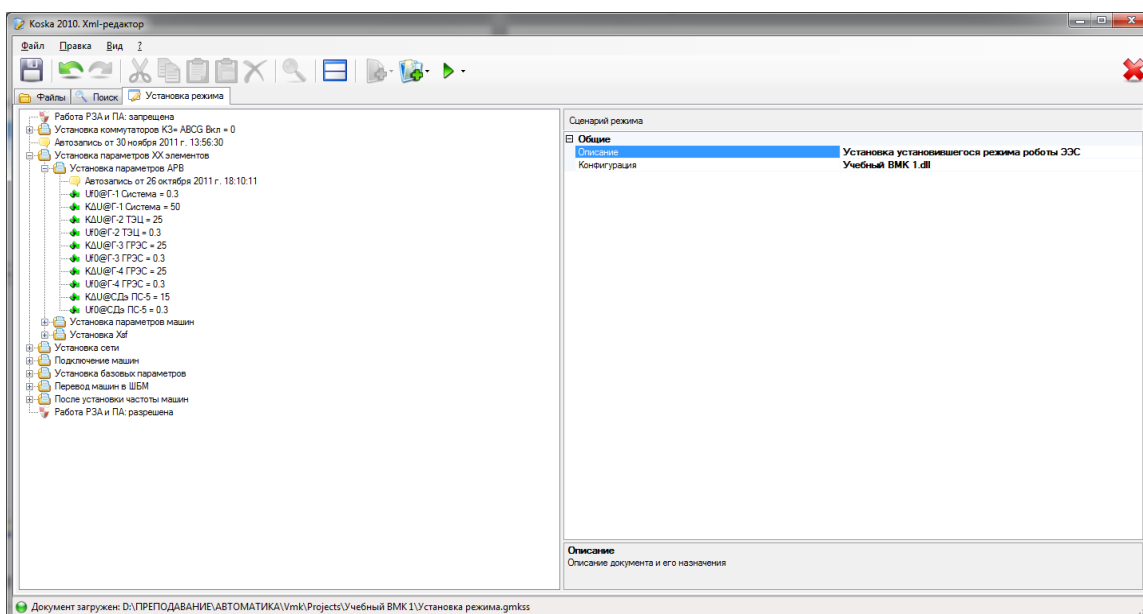 Koska 2010. Xml-редактор
Файл Правка Вид ?
Файлы Поиск Установка режима
Работа РЗА и ПА: запрещена
Установка коммутаторов К3= ABCG Вкл = 0
Автозапись от 30 ноября 2011 г. 13:56:30
Установка параметров XX элементов
Установка параметров АРВ
Автозапись от 26 октября 2011 г. 18:10:11
Uf0@Г-1 Система = 0.3
KΔU@Г-1 Система = 50
KΔU@Г-2 ТЭЦ = 25
Uf0@Г-2 ТЭЦ = 0.3
KΔU@Г-3 ГРЭС = 25
Uf0@Г-3 ГРЭС = 0.3
KΔU@Г-4 ГРЭС = 25
Uf0@Г-4 ГРЭС = 0.3
KΔU@СДэ ПС-5 = 15
Uf0@СДэ ПС-5 = 0.3
Установка параметров машин
Установка Xsf
Установка сети
Подключение машин
Установка базовых параметров
Перевод машин в ШБМ
После установки частоты машин
Работа РЗА и ПА: разрешена
Сценарий режима
Общие
Описание Установка установившегося режима роботы ЭЭС
Конфигурация Учебный ВМК 1.dll
Описание
Описание документа и его назначения
Документ загружен: D:\ПРЕПОДАВАНИЕ\АВТОМАТИКА\Vmk\Projects\Учебный ВМК 1\Установка режима.gmkss